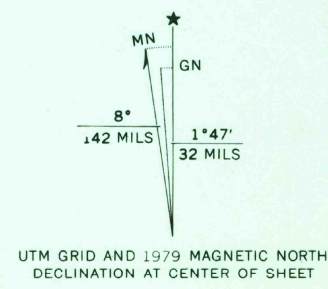 ★
MN
GN
8°
142 MILS
1°47'
32 MILS
UTM GRID AND 1979 MAGNETIC NORTH
DECLINATION AT CENTER OF SHEET